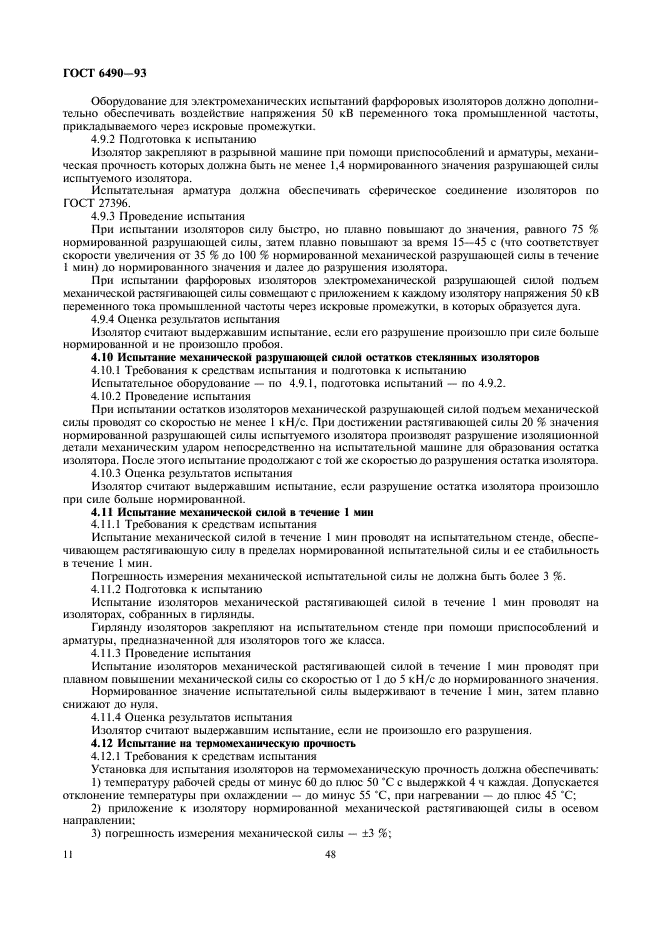 ГОСТ 6490—93
Оборудование для электромеханических испытаний фарфоровых изоляторов должно дополни-
тельно обеспечивать воздействие напряжения 50 кВ переменного тока промышленной частоты,
прикладываемого через искровые промежутки.
4.9.2 Подготовка к испытанию
Изолятор закрепляют в разрывной машине при помощи приспособлений и арматуры, механи-
ческая прочность которых должна быть не менее 1,4 нормированного значения разрушающей силы
испытуемого изолятора.
Испытательная арматура должна обеспечивать сферическое соединение изоляторов по
ГОСТ 27396.
4.9.3 Проведение испытания
При испытании изоляторов силу быстро, но плавно повышают до значения, равного 75 %
нормированной разрушающей силы, затем плавно повышают за время 15—45 с (что соответствует
скорости увеличения от 35 % до 100 % нормированной механической разрушающей силы в течение
1 мин) до нормированного значения и далее до разрушения изолятора.
При испытании фарфоровых изоляторов электромеханической разрушающей силой подъем
механической растягивающей силы совмещают с приложением к каждому изолятору напряжения 50 кВ
переменного тока промышленной частоты через искровые промежутки, в которых образуется дуга.
4.9.4 Оценка результатов испытания
Изолятор считают выдержавшим испытание, если его разрушение произошло при силе больше
нормированной и не произошло пробоя.
4.10 Испытание механической разрушающей силой остатков стеклянных изоляторов
4.10.1 Требования к средствам испытания и подготовка к испытанию
Испытательное оборудование — по 4.9.1, подготовка испытаний — по 4.9.2.
4.10.2 Проведение испытания
При испытании остатков изоляторов механической разрушающей силой подъем механической
силы проводят со скоростью не менее 1 кН/с. При достижении растягивающей силы 20 % значения
нормированной разрушающей силы испытуемого изолятора производят разрушение изоляционной
детали механическим ударом непосредственно на испытательной машине для образования остатка
изолятора. После этого испытание продолжают с той же скоростью до разрушения остатка изолятора.
4.10.3 Оценка результатов испытания
Изолятор считают выдержавшим испытание, если разрушение остатка изолятора произошло
при силе больше нормированной.
4.11 Испытание механической силой в течение 1 мин
4.11.1 Требования к средствам испытания
Испытание механической силой в течение 1 мин проводят на испытательном стенде, обеспе-
чивающем растягивающую силу в пределах нормированной испытательной силы и ее стабильность
в течение 1 мин.
Погрешность измерения механической испытательной силы не должна быть более 3 %.
4.11.2 Подготовка к испытанию
Испытание изоляторов механической растягивающей силой в течение 1 мин проводят на
изоляторах, собранных в гирлянды.
Гирлянду изоляторов закрепляют на испытательном стенде при помощи приспособлений и
арматуры, предназначенной для изоляторов того же класса.
4.11.3 Проведение испытания
Испытание изоляторов механической растягивающей силой в течение 1 мин проводят при
плавном повышении механической силы со скоростью от 1 до 5 кН/с до нормированного значения.
Нормированное значение испытательной силы выдерживают в течение 1 мин, затем плавно
снижают до нуля.
4.11.4 Оценка результатов испытания
Изолятор считают выдержавшим испытание, если не произошло его разрушения.
4.12 Испытание на термомеханическую прочность
4.12.1 Требования к средствам испытания
Установка для испытания изоляторов на термомеханическую прочность должна обеспечивать:
1) температуру рабочей среды от минус 60 до плюс 50 °С с выдержкой 4 ч каждая. Допускается
отклонение температуры при охлаждении — до минус 55 °С, при нагревании — до плюс 45 °С;
2) приложение к изолятору нормированной механической растягивающей силы в осевом
направлении;
3) погрешность измерения механической силы — ±3 %;
11 48